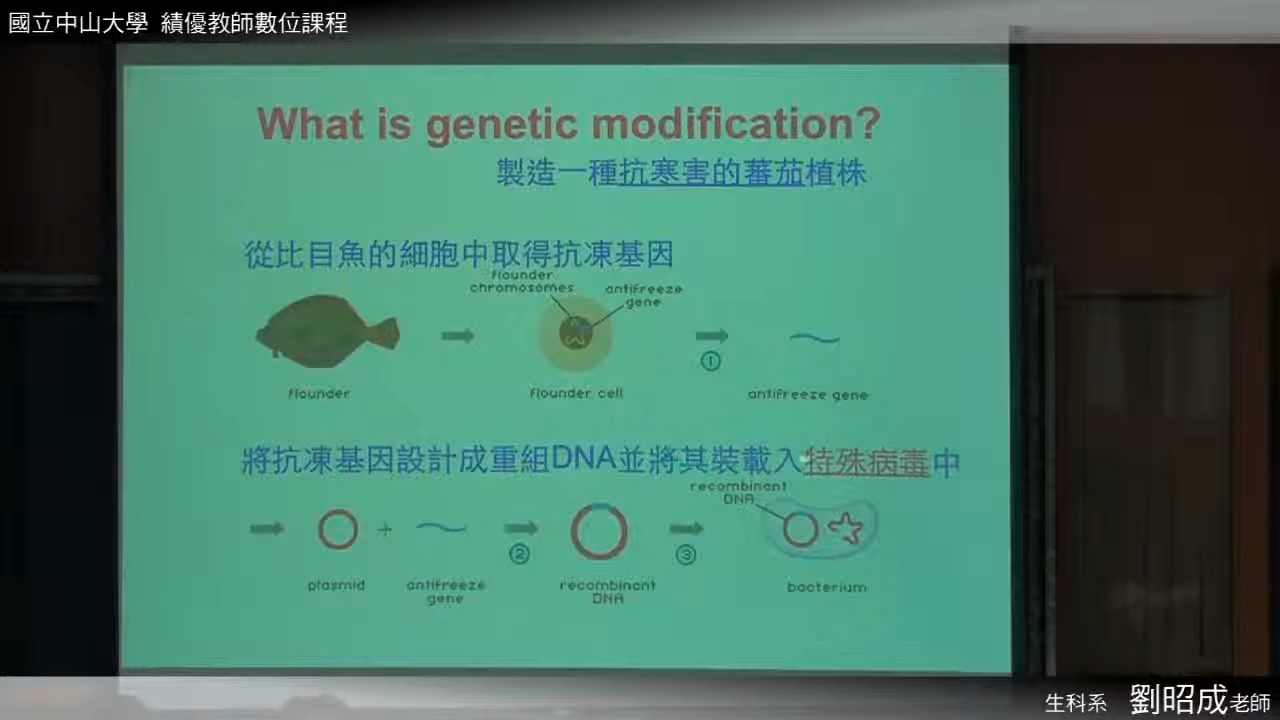 國立中山大學 績優教師數位課程
What is genetic modification?
製造一種抗寒害的蕃茄植株
從比目魚的細胞中取得抗凍基因
flounder
chromosomes
antifreeze
gene
①
flounder
flounder cell
antifreeze gene
將抗凍基因設計成重組DNA並將其裝載入特殊病毒中
recombinant
DNA
+
②
③
plasmid
antifreeze
gene
recombinant
DNA
bacterium
生科系 劉昭成老師